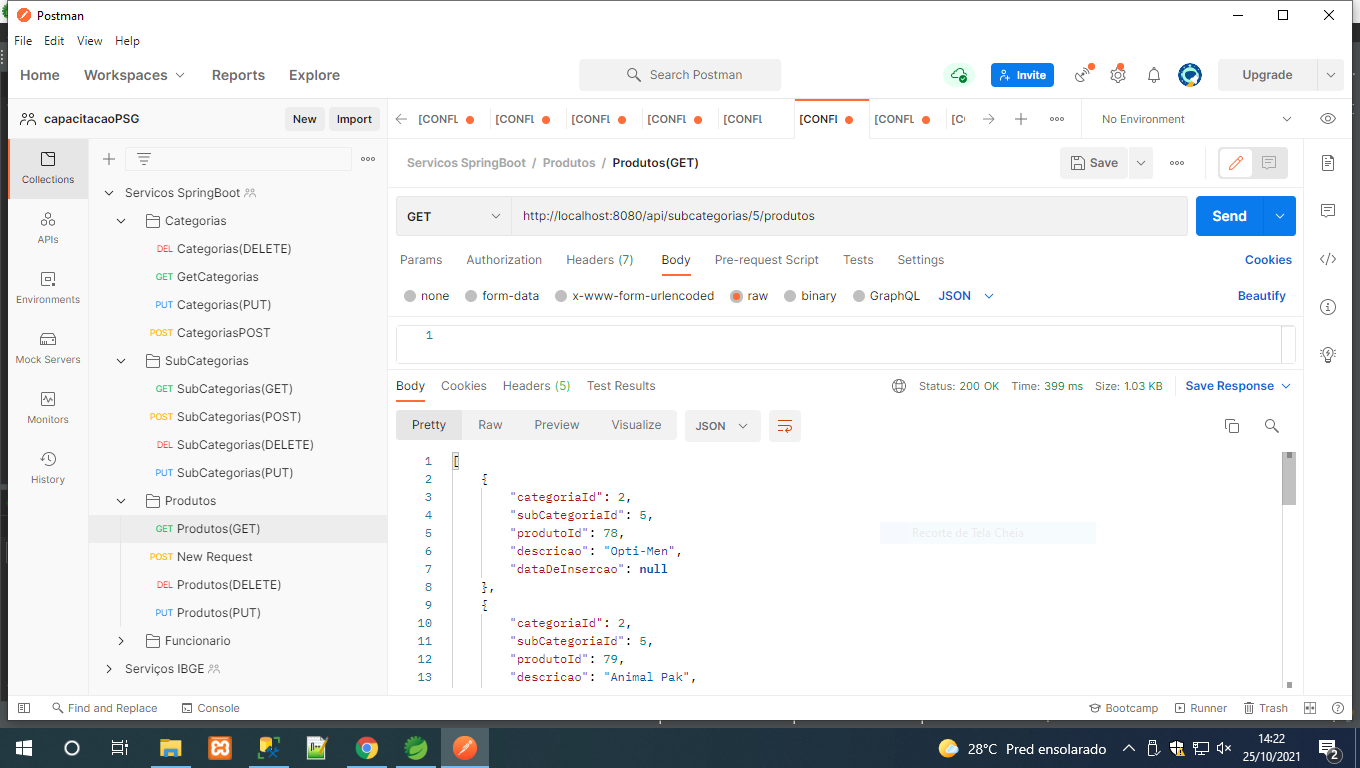 Postman
File Edit View Help
Home Workspaces Reports Explore Search Postman Invite Upgrade
capacitacaoPSG New Import
[CONFL [CONFL [CONFL [CONFL [CONFL [CONFL [CONFL [C No Environment
Servicos SpringBoot / Produtos / Produtos(GET) Save
GET http://localhost:8080/api/subcategorias/5/produtos Send
Params Authorization Headers (7) Body Pre-request Script Tests Settings Cookies
none form-data x-www-form-urlencoded raw binary GraphQL JSON Beautify
1
Body Cookies Headers (5) Test Results Status: 200 OK Time: 399 ms Size: 1.03 KB Save Response
Pretty Raw Preview Visualize JSON
1 [
2 {
3 "categoriaId": 2,
4 "subCategoriaId": 5,
5 "produtoId": 78,
6 "descricao": "Opti-Men",
7 "dataDeInsercao": null
8 },
9 {
10 "categoriaId": 2,
11 "subCategoriaId": 5,
12 "produtoId": 79,
13 "descricao": "Animal Pak",
Recorte de Tela Cheia
Collections
APIs
Environments
Mock Servers
Monitors
History
Servicos SpringBoot
Categorias
DEL Categorias(DELETE)
GET GetCategorias
PUT Categorias(PUT)
POST CategoriasPOST
SubCategorias
GET SubCategorias(GET)
POST SubCategorias(POST)
DEL SubCategorias(DELETE)
PUT SubCategorias(PUT)
Produtos
GET Produtos(GET)
POST New Request
DEL Produtos(DELETE)
PUT Produtos(PUT)
Funcionario
Serviços IBGE
Find and Replace Console Bootcamp Runner Trash
28°C Pred ensolarado
14:22
25/10/2021
2